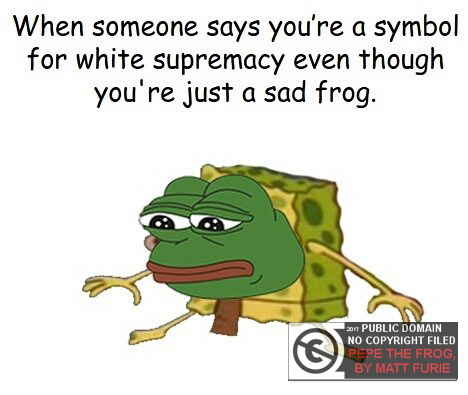 When someone says you’re a symbol
for white supremacy even though
you're just a sad frog.
2017 PUBLIC DOMAIN
NO COPYRIGHT FILED
PEPE THE FROG,
BY MATT FURIE